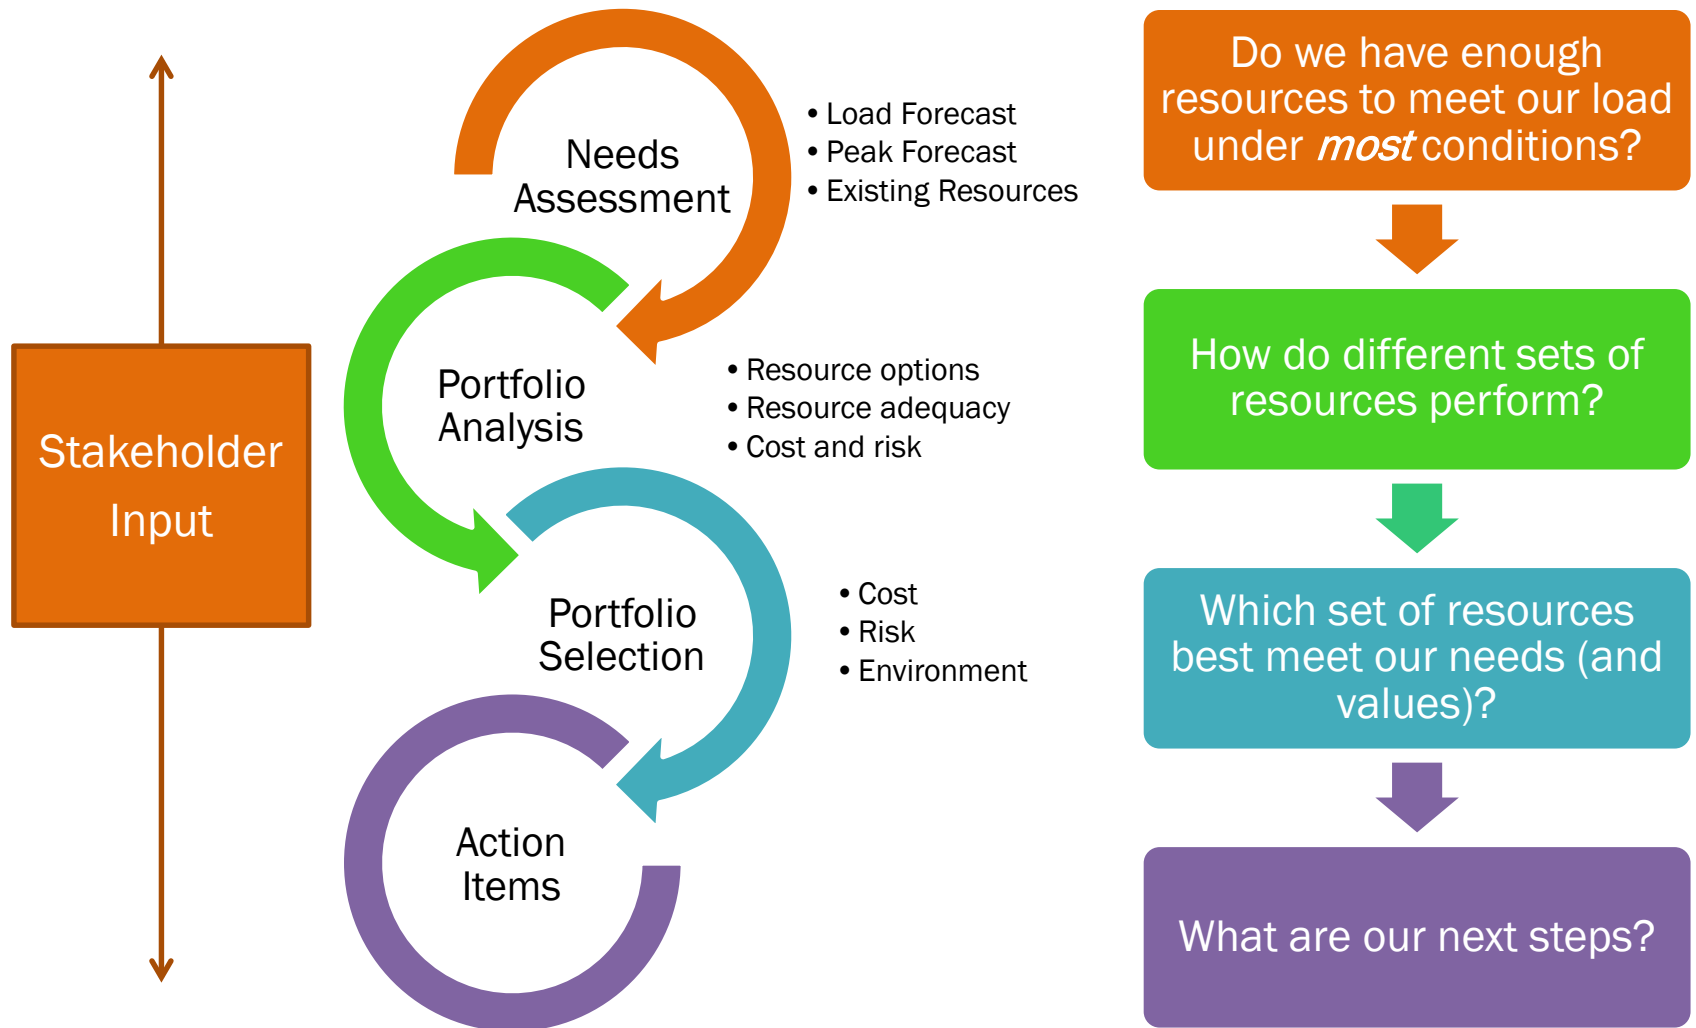 Stakeholder
Input
Needs
Assessment
• Load Forecast
• Peak Forecast
• Existing Resources
Portfolio
Analysis
• Resource options
• Resource adequacy
• Cost and risk
Portfolio
Selection
• Cost
• Risk
• Environment
Action
Items
Do we have enough
resources to meet our load
under most conditions?
How do different sets of
resources perform?
Which set of resources
best meet our needs (and
values)?
What are our next steps?